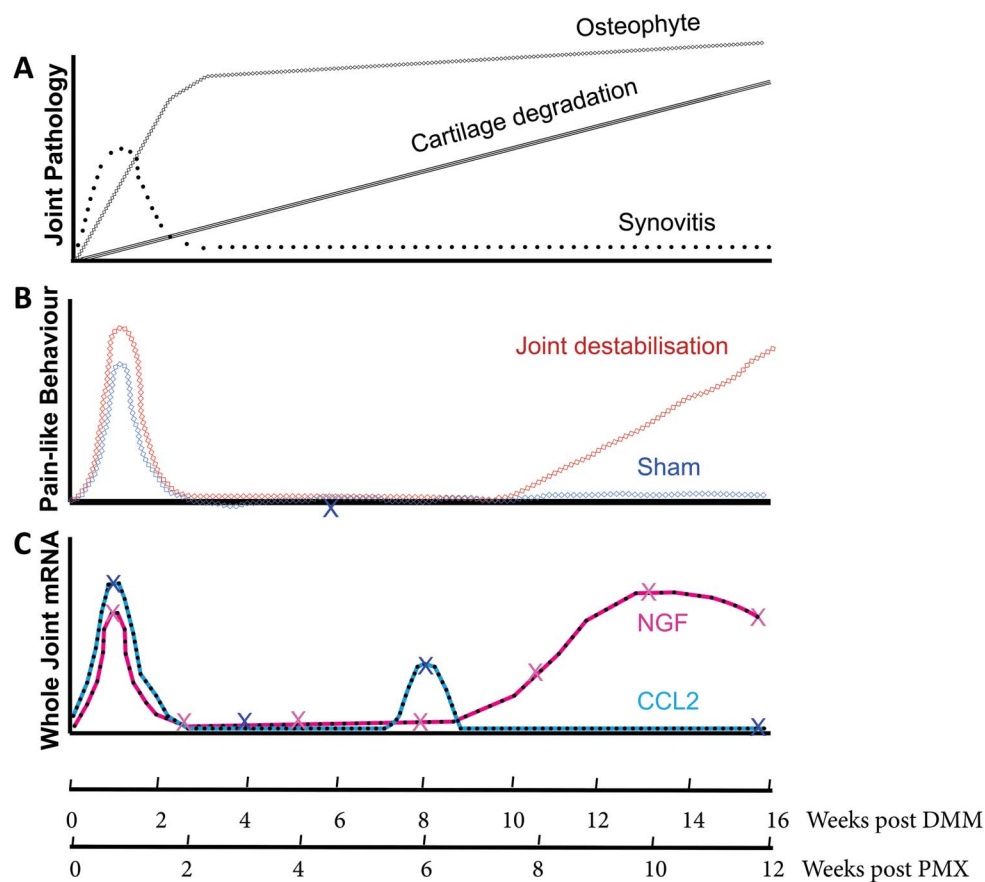 A
Joint Pathology
Osteophyte
Cartilage degradation
Synovitis
B
Pain-like Behaviour
Joint destabilisation
Sham
X
C
Whole Joint mRNA
NGF
CCL2
0 2 4 6 8 10 12 14 16 Weeks post DMM
0 2 4 6 8 10 12 Weeks post PMX